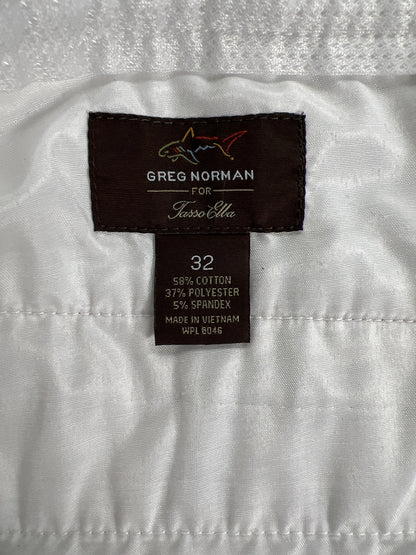 GREG NORMAN
FOR
Tasso Elba
32
58% COTTON
37% POLYESTER
5% SPANDEX
MADE IN VIETNAM
WPL 8046